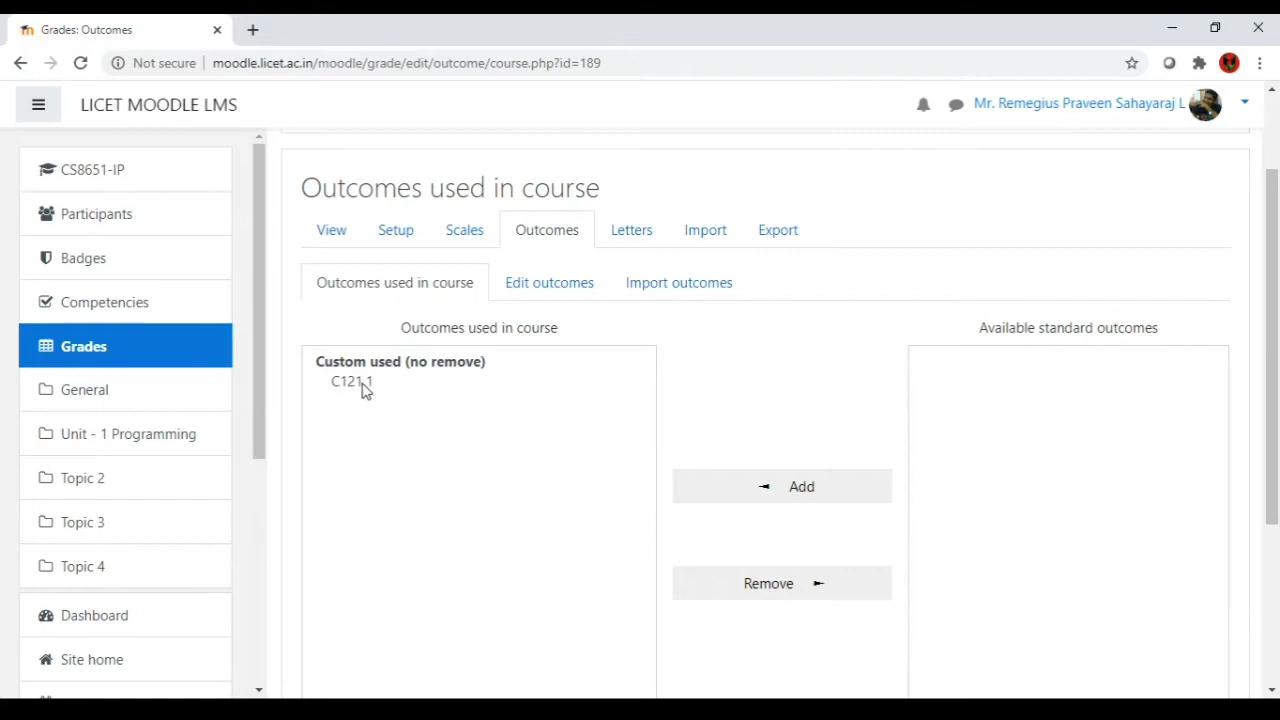 Grades: Outcomes
Not secure moodle.licet.ac.in/moodle/grade/edit/outcome/course.php?id=189
LICET MOODLE LMS
Mr. Remegius Praveen Sahayaraj L
CS8651-IP
Participants
Badges
Competencies
Grades
General
Unit - 1 Programming
Topic 2
Topic 3
Topic 4
Dashboard
Site home
Outcomes used in course
View Setup Scales Outcomes Letters Import Export
Outcomes used in course Edit outcomes Import outcomes
Outcomes used in course
Custom used (no remove)
C121.1
Add
Remove
Available standard outcomes